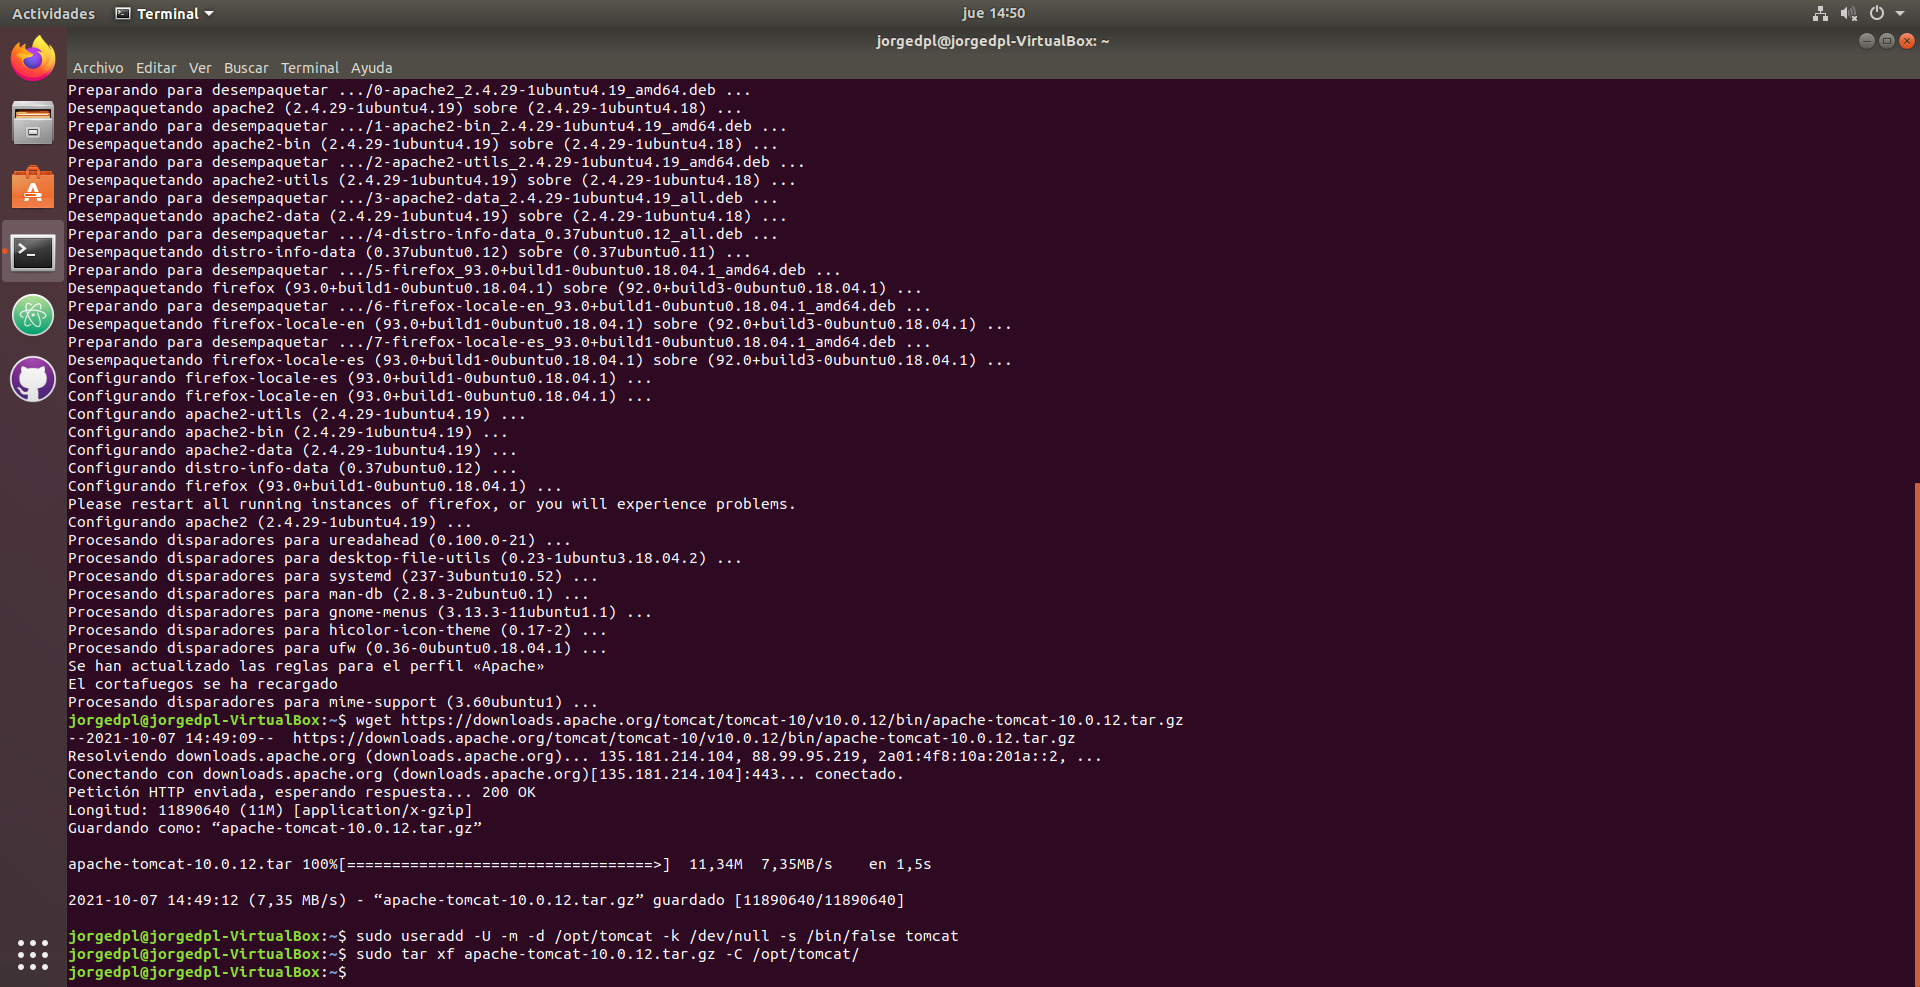 Actividades Terminal jue 14:50
jorgedpl@jorgedpl-VirtualBox: ~
Archivo Editar Ver Buscar Terminal Ayuda
Preparando para desempaquetar .../0-apache2_2.4.29-1ubuntu4.19_amd64.deb ...
Desempaquetando apache2 (2.4.29-1ubuntu4.19) sobre (2.4.29-1ubuntu4.18) ...
Preparando para desempaquetar .../1-apache2-bin_2.4.29-1ubuntu4.19_amd64.deb ...
Desempaquetando apache2-bin (2.4.29-1ubuntu4.19) sobre (2.4.29-1ubuntu4.18) ...
Preparando para desempaquetar .../2-apache2-utils_2.4.29-1ubuntu4.19_amd64.deb ...
Desempaquetando apache2-utils (2.4.29-1ubuntu4.19) sobre (2.4.29-1ubuntu4.18) ...
Preparando para desempaquetar .../3-apache2-data_2.4.29-1ubuntu4.19_all.deb ...
Desempaquetando apache2-data (2.4.29-1ubuntu4.19) sobre (2.4.29-1ubuntu4.18) ...
Preparando para desempaquetar .../4-distro-info-data_0.37ubuntu0.12_all.deb ...
Desempaquetando distro-info-data (0.37ubuntu0.12) sobre (0.37ubuntu0.11) ...
Preparando para desempaquetar .../5-firefox_93.0+build1-0ubuntu0.18.04.1_amd64.deb ...
Desempaquetando firefox (93.0+build1-0ubuntu0.18.04.1) sobre (92.0+build3-0ubuntu0.18.04.1) ...
Preparando para desempaquetar .../6-firefox-locale-en_93.0+build1-0ubuntu0.18.04.1_amd64.deb ...
Desempaquetando firefox-locale-en (93.0+build1-0ubuntu0.18.04.1) sobre (92.0+build3-0ubuntu0.18.04.1) ...
Preparando para desempaquetar .../7-firefox-locale-es_93.0+build1-0ubuntu0.18.04.1_amd64.deb ...
Desempaquetando firefox-locale-es (93.0+build1-0ubuntu0.18.04.1) sobre (92.0+build3-0ubuntu0.18.04.1) ...
Configurando firefox-locale-es (93.0+build1-0ubuntu0.18.04.1) ...
Configurando firefox-locale-en (93.0+build1-0ubuntu0.18.04.1) ...
Configurando apache2-utils (2.4.29-1ubuntu4.19) ...
Configurando apache2-bin (2.4.29-1ubuntu4.19) ...
Configurando apache2-data (2.4.29-1ubuntu4.19) ...
Configurando distro-info-data (0.37ubuntu0.12) ...
Configurando firefox (93.0+build1-0ubuntu0.18.04.1) ...
Please restart all running instances of firefox, or you will experience problems.
Configurando apache2 (2.4.29-1ubuntu4.19) ...
Procesando disparadores para ureadahead (0.100.0-21) ...
Procesando disparadores para desktop-file-utils (0.23-1ubuntu3.18.04.2) ...
Procesando disparadores para systemd (237-3ubuntu10.52) ...
Procesando disparadores para man-db (2.8.3-2ubuntu0.1) ...
Procesando disparadores para gnome-menus (3.13.3-11ubuntu1.1) ...
Procesando disparadores para hicolor-icon-theme (0.17-2) ...
Procesando disparadores para ufw (0.36-0ubuntu0.18.04.1) ...
Se han actualizado las reglas para el perfil «Apache»
El cortafuegos se ha recargado
Procesando disparadores para mime-support (3.60ubuntu1) ...
jorgedpl@jorgedpl-VirtualBox:~$ wget https://downloads.apache.org/tomcat/tomcat-10/v10.0.12/bin/apache-tomcat-10.0.12.tar.gz
--2021-10-07 14:49:09--  https://downloads.apache.org/tomcat/tomcat-10/v10.0.12/bin/apache-tomcat-10.0.12.tar.gz
Resolviendo downloads.apache.org (downloads.apache.org)... 135.181.214.104, 88.99.95.219, 2a01:4f8:10a:201a::2, ...
Conectando con downloads.apache.org (downloads.apache.org)[135.181.214.104]:443... conectado.
Petición HTTP enviada, esperando respuesta... 200 OK
Longitud: 11890640 (11M) [application/x-gzip]
Guardando como: “apache-tomcat-10.0.12.tar.gz”
apache-tomcat-10.0.12.tar 100%[==================================>]  11,34M  7,35MB/s    en 1,5s
2021-10-07 14:49:12 (7,35 MB/s) - “apache-tomcat-10.0.12.tar.gz” guardado [11890640/11890640]
jorgedpl@jorgedpl-VirtualBox:~$ sudo useradd -U -m -d /opt/tomcat -k /dev/null -s /bin/false tomcat
jorgedpl@jorgedpl-VirtualBox:~$ sudo tar xf apache-tomcat-10.0.12.tar.gz -C /opt/tomcat/
jorgedpl@jorgedpl-VirtualBox:~$